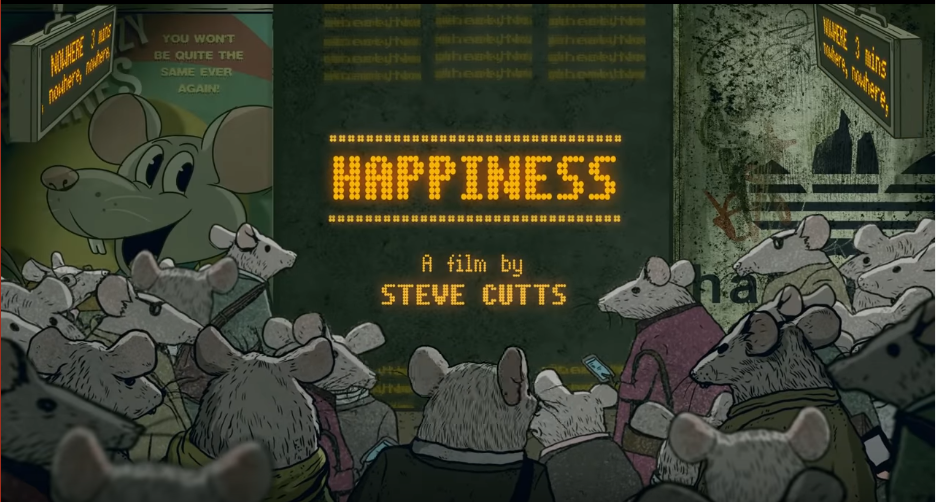 NOWHERE 3 mins
nowhere, nowhere
YOU WON'T
BE QUITE THE
SAME EVER
AGAIN!
HAPPINESS
A film by
STEVE CUTTS
NOWHERE 3 mins
nowhere, nowhere,
na